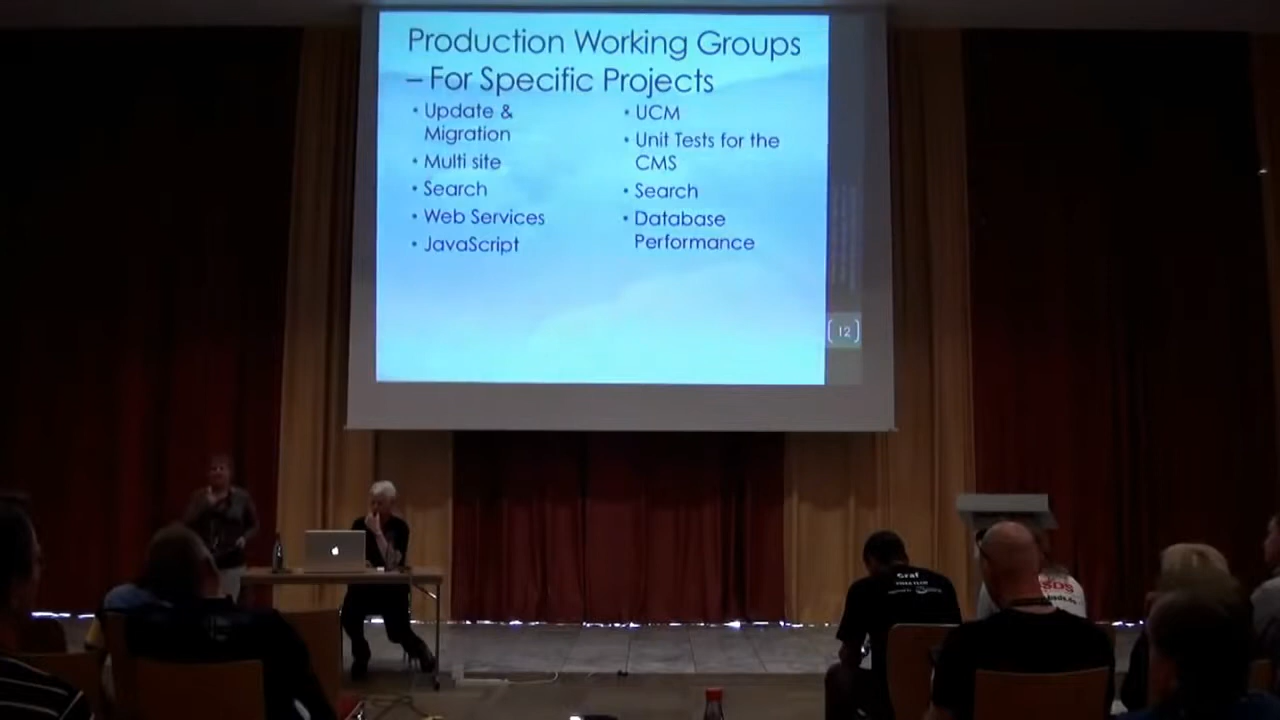 Production Working Groups
– For Specific Projects
• Update &
Migration
• Multi site
• Search
• Web Services
• JavaScript
• UCM
• Unit Tests for the
CMS
• Search
• Database
Performance
[ 12 ]
Graf